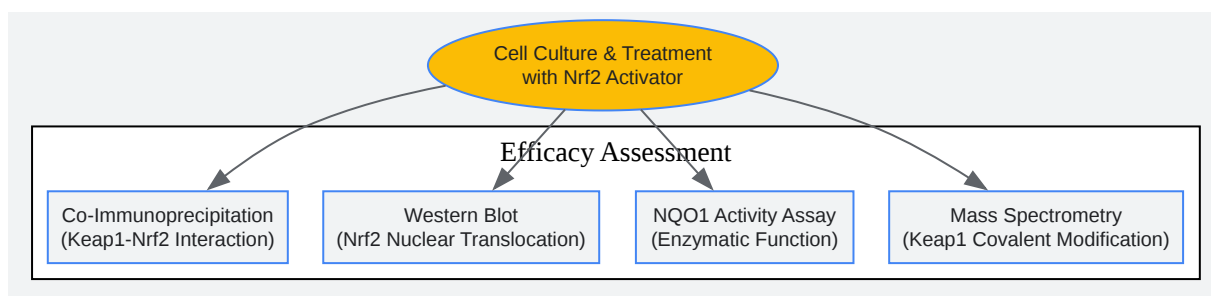 Cell Culture & Treatment
with Nrf2 Activator
Efficacy Assessment
Co-Immunoprecipitation
(Keap1-Nrf2 Interaction)
Western Blot
(Nrf2 Nuclear Translocation)
NQO1 Activity Assay
(Enzymatic Function)
Mass Spectrometry
(Keap1 Covalent Modification)